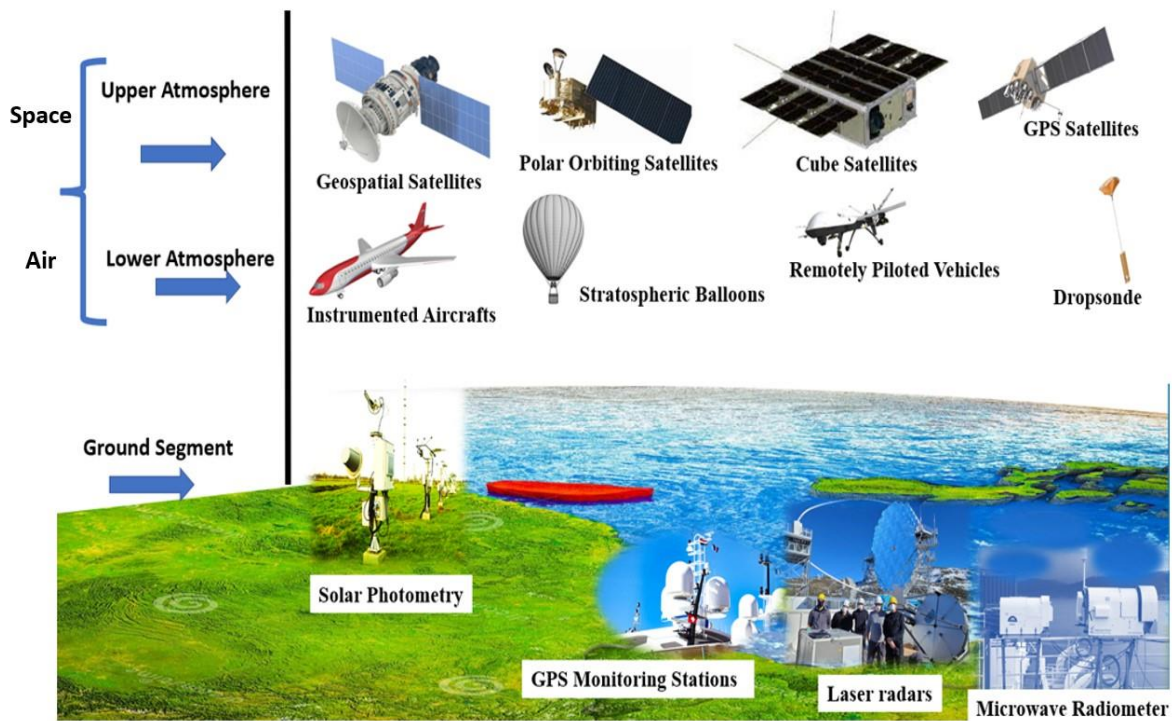 Space
Upper Atmosphere
Geospatial Satellites
Polar Orbiting Satellites
Cube Satellites
GPS Satellites
Air
Lower Atmosphere
Instrumented Aircrafts
Stratospheric Balloons
Remotely Piloted Vehicles
Dropsonde
Ground Segment
Solar Photometry
GPS Monitoring Stations
Laser radars
Microwave Radiometer